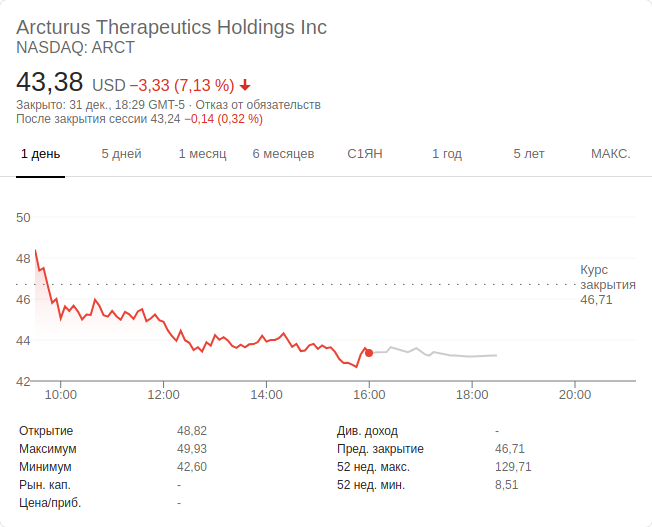 Arcturus Therapeutics Holdings Inc
NASDAQ: ARCT
43,38 USD −3,33 (7,13 %)
Закрыто: 31 дек., 18:29 GMT-5 · Отказ от обязательств
После закрытия сессии 43,24 −0,14 (0,32 %)
1 день 5 дней 1 месяц 6 месяцев С1ЯН 1 год 5 лет МАКС.
50
48
Курс
закрытия
46,71
46
44
42
10:00 12:00 14:00 16:00 18:00 20:00
Открытие 48,82 Див. доход -
Максимум 49,93 Пред. закрытие 46,71
Минимум 42,60 52 нед. макс. 129,71
Рын. кап. - 52 нед. мин. 8,51
Цена/приб. -